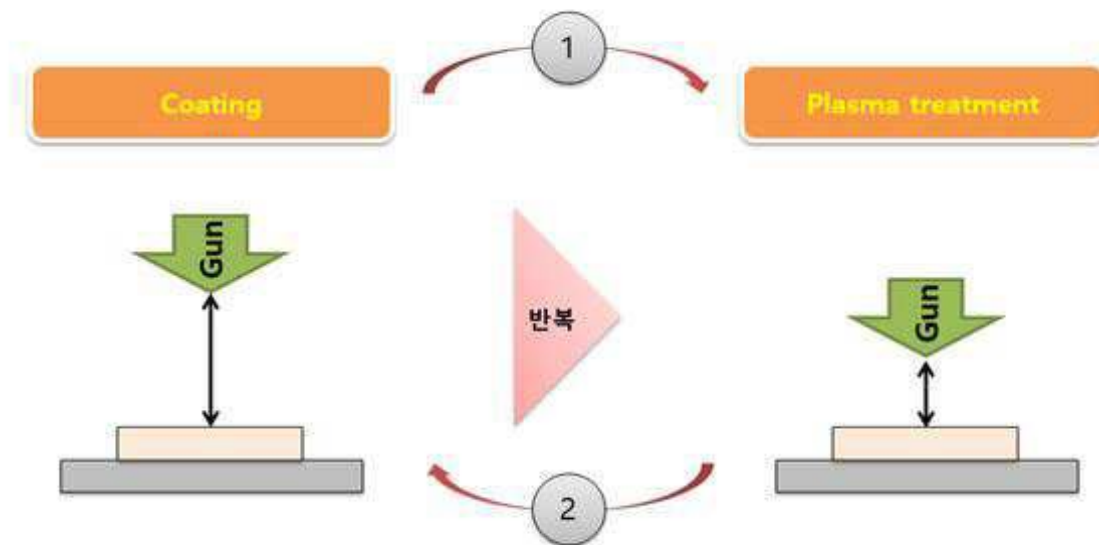 1
Coating
Plasma treatment
Gun
반복
Gun
2